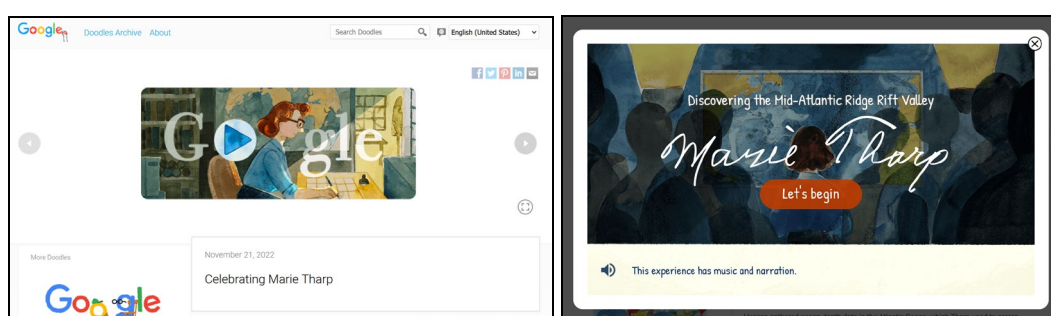 Google
Doodles Archive About
Search Doodles
English (United States)
Google
November 21, 2022
Celebrating Marie Tharp
More Doodles
Google
Discovering the Mid-Atlantic Ridge Rift Valley
Marie Tharp
Let's begin
This experience has music and narration.